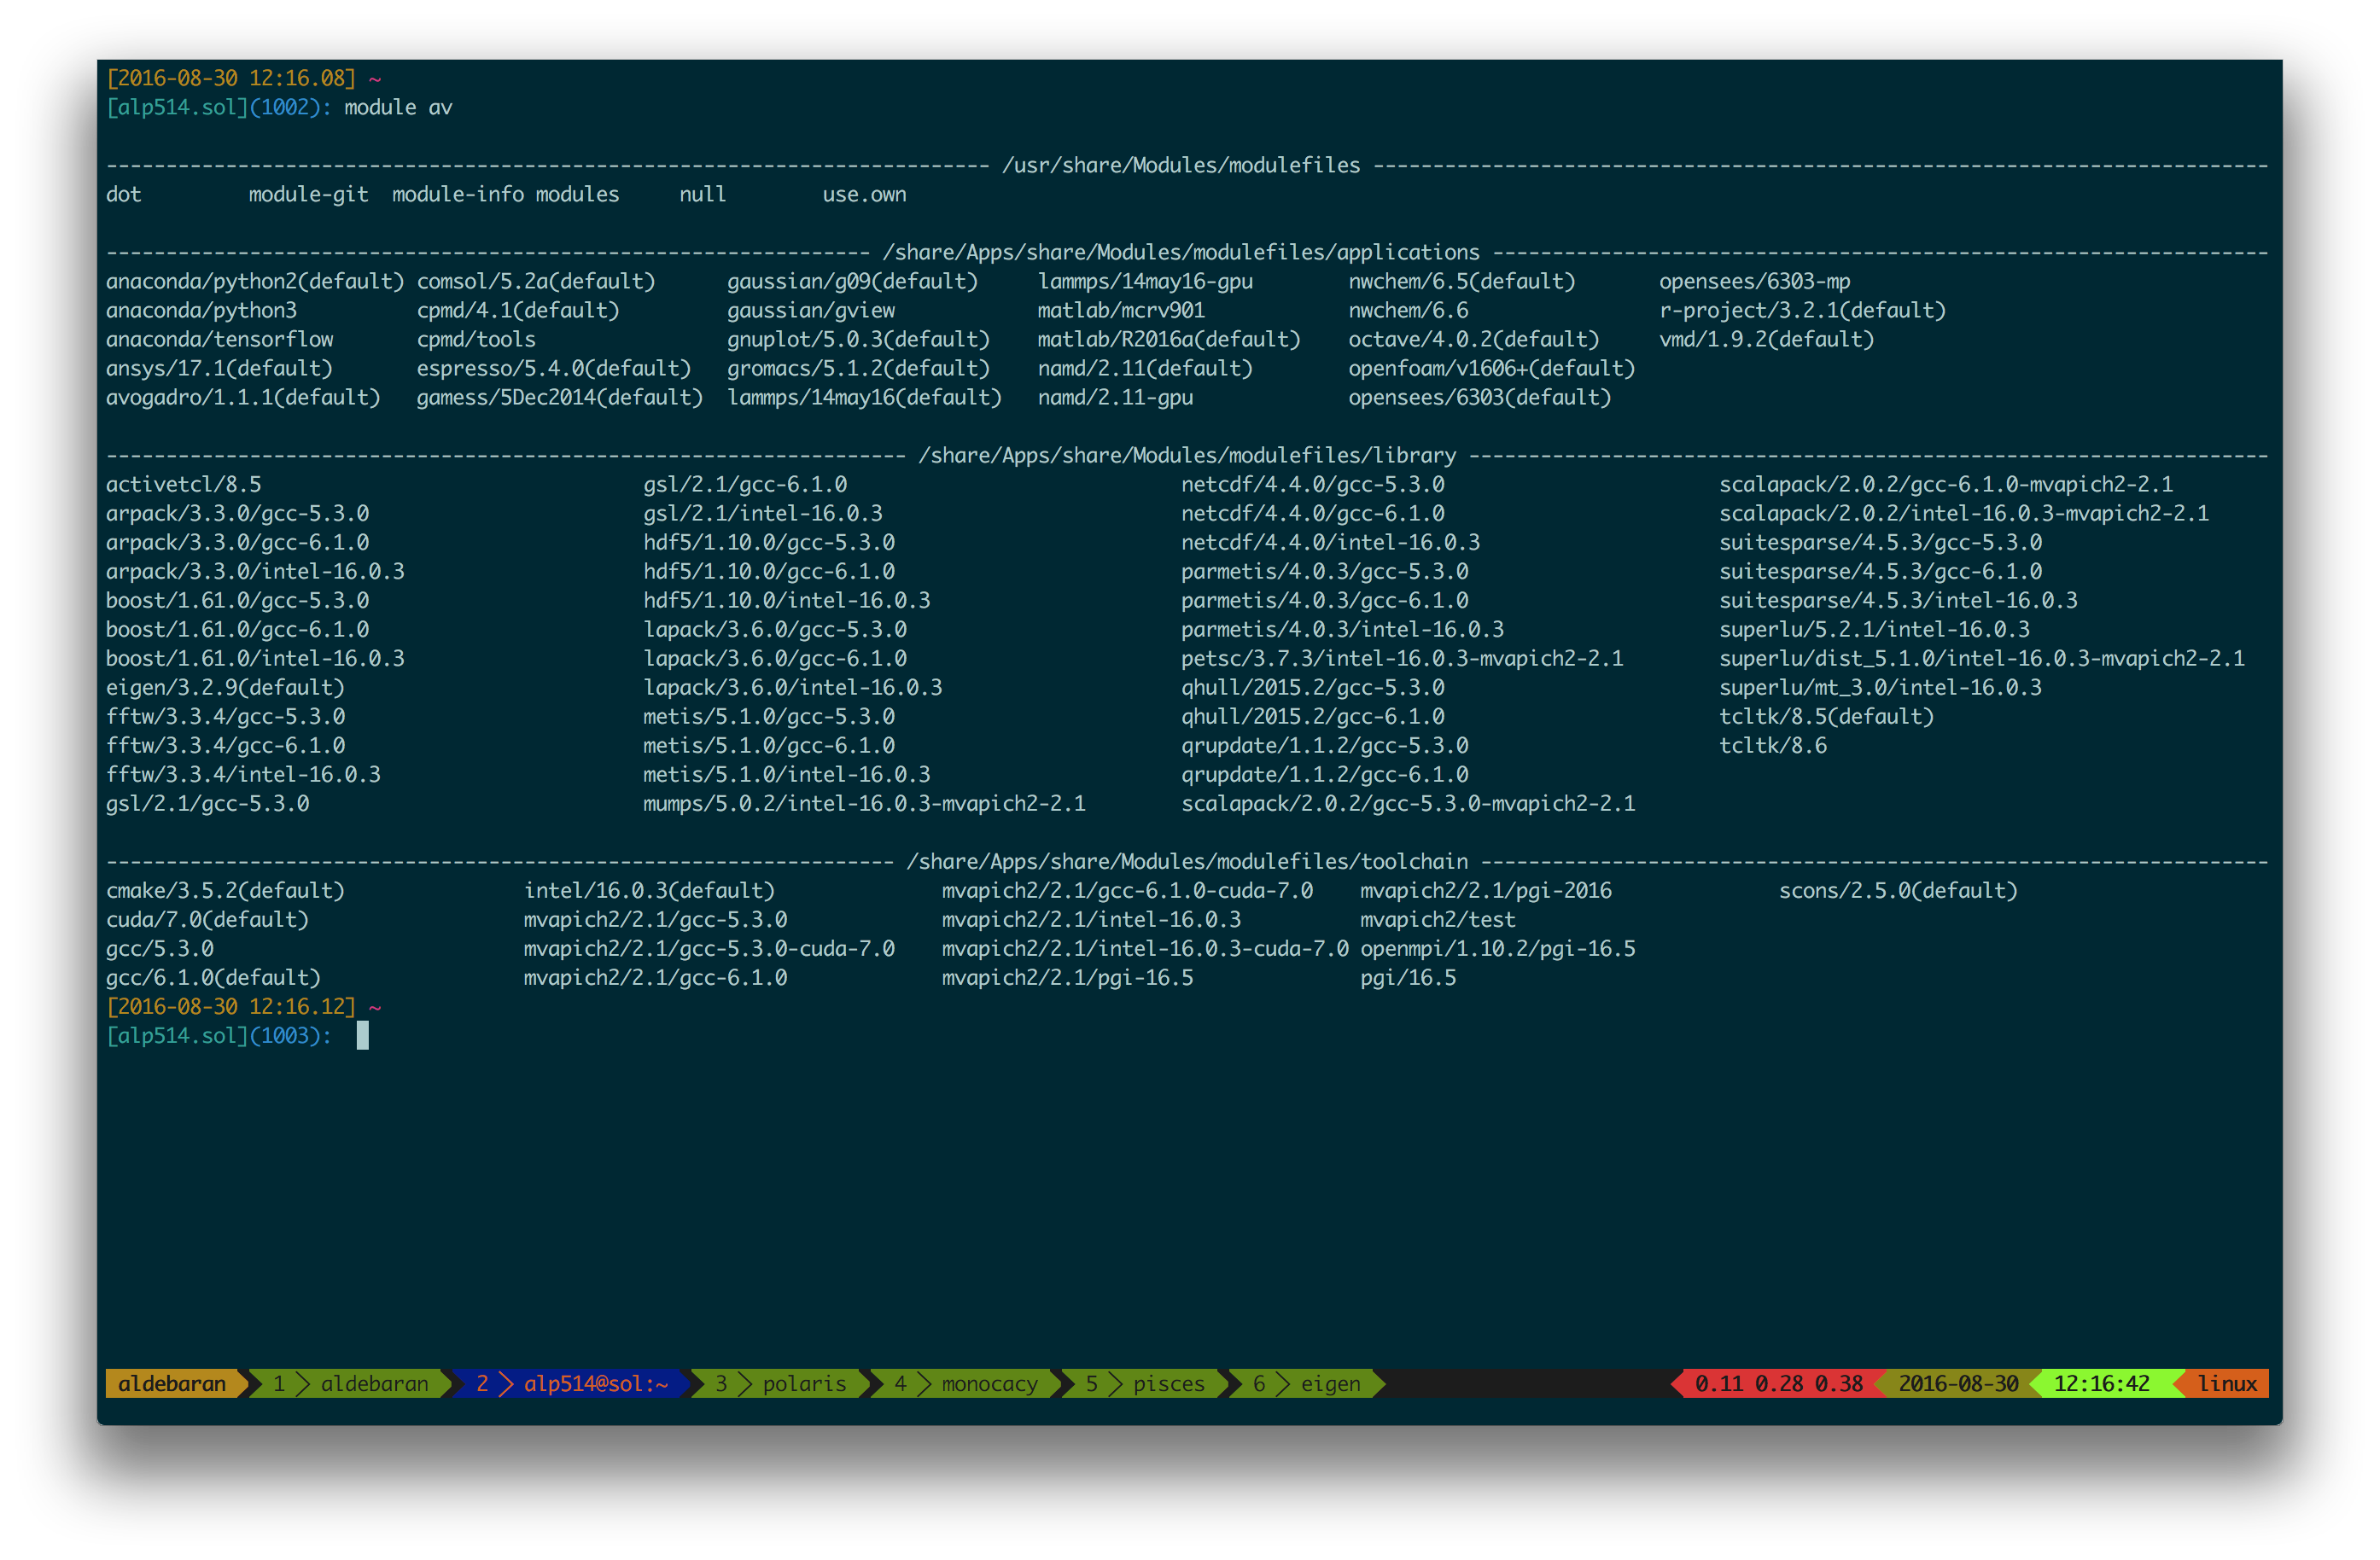 [2016-08-30 12:16.08] ~
[alp514.sol](1002): module av
-------------------------------------------------------------------------- /usr/share/Modules/modulefiles ---------------------------------------------------------------------------
dot         module-git  module-info modules     null        use.own
---------------------------------------------------------------- /share/Apps/share/Modules/modulefiles/applications -----------------------------------------------------------------
anaconda/python2(default) comsol/5.2a(default)      gaussian/g09(default)     lammps/14may16-gpu        nwchem/6.5(default)       opensees/6303-mp
anaconda/python3          cpmd/4.1(default)         gaussian/gview            matlab/mcrv901            nwchem/6.6                r-project/3.2.1(default)
anaconda/tensorflow       cpmd/tools                gnuplot/5.0.3(default)    matlab/R2016a(default)    octave/4.0.2(default)     vmd/1.9.2(default)
ansys/17.1(default)       espresso/5.4.0(default)   gromacs/5.1.2(default)    namd/2.11(default)        openfoam/v1606+(default)
avogadro/1.1.1(default)   gamess/5Dec2014(default)  lammps/14may16(default)   namd/2.11-gpu             opensees/6303(default)
------------------------------------------------------------------- /share/Apps/share/Modules/modulefiles/library -------------------------------------------------------------------
activetcl/8.5                                gsl/2.1/gcc-6.1.0                            netcdf/4.4.0/gcc-5.3.0                       scalapack/2.0.2/gcc-6.1.0-mvapich2-2.1
arpack/3.3.0/gcc-5.3.0                       gsl/2.1/intel-16.0.3                         netcdf/4.4.0/gcc-6.1.0                       scalapack/2.0.2/intel-16.0.3-mvapich2-2.1
arpack/3.3.0/gcc-6.1.0                       hdf5/1.10.0/gcc-5.3.0                        netcdf/4.4.0/intel-16.0.3                    suitesparse/4.5.3/gcc-5.3.0
arpack/3.3.0/intel-16.0.3                    hdf5/1.10.0/gcc-6.1.0                        parmetis/4.0.3/gcc-5.3.0                     suitesparse/4.5.3/gcc-6.1.0
boost/1.61.0/gcc-5.3.0                       hdf5/1.10.0/intel-16.0.3                     parmetis/4.0.3/gcc-6.1.0                     suitesparse/4.5.3/intel-16.0.3
boost/1.61.0/gcc-6.1.0                       lapack/3.6.0/gcc-5.3.0                       parmetis/4.0.3/intel-16.0.3                  superlu/5.2.1/intel-16.0.3
boost/1.61.0/intel-16.0.3                    lapack/3.6.0/gcc-6.1.0                       petsc/3.7.3/intel-16.0.3-mvapich2-2.1        superlu/dist_5.1.0/intel-16.0.3-mvapich2-2.1
eigen/3.2.9(default)                         lapack/3.6.0/intel-16.0.3                    qhull/2015.2/gcc-5.3.0                       superlu/mt_3.0/intel-16.0.3
fftw/3.3.4/gcc-5.3.0                         metis/5.1.0/gcc-5.3.0                        qhull/2015.2/gcc-6.1.0                       tcltk/8.5(default)
fftw/3.3.4/gcc-6.1.0                         metis/5.1.0/gcc-6.1.0                        qrupdate/1.1.2/gcc-5.3.0                     tcltk/8.6
fftw/3.3.4/intel-16.0.3                      metis/5.1.0/intel-16.0.3                     qrupdate/1.1.2/gcc-6.1.0
gsl/2.1/gcc-5.3.0                            mumps/5.0.2/intel-16.0.3-mvapich2-2.1        scalapack/2.0.2/gcc-5.3.0-mvapich2-2.1
------------------------------------------------------------------ /share/Apps/share/Modules/modulefiles/toolchain ------------------------------------------------------------------
cmake/3.5.2(default)               intel/16.0.3(default)              mvapich2/2.1/gcc-6.1.0-cuda-7.0    mvapich2/2.1/pgi-2016              scons/2.5.0(default)
cuda/7.0(default)                  mvapich2/2.1/gcc-5.3.0             mvapich2/2.1/intel-16.0.3          mvapich2/test
gcc/5.3.0                          mvapich2/2.1/gcc-5.3.0-cuda-7.0    mvapich2/2.1/intel-16.0.3-cuda-7.0 openmpi/1.10.2/pgi-16.5
gcc/6.1.0(default)                 mvapich2/2.1/gcc-6.1.0             mvapich2/2.1/pgi-16.5              pgi/16.5
[2016-08-30 12:16.12] ~
[alp514.sol](1003):
aldebaran 1 aldebaran 2 alp514@sol:~ 3 polaris 4 monocacy 5 pisces 6 eigen 0.11 0.28 0.38 2016-08-30 12:16:42 linux